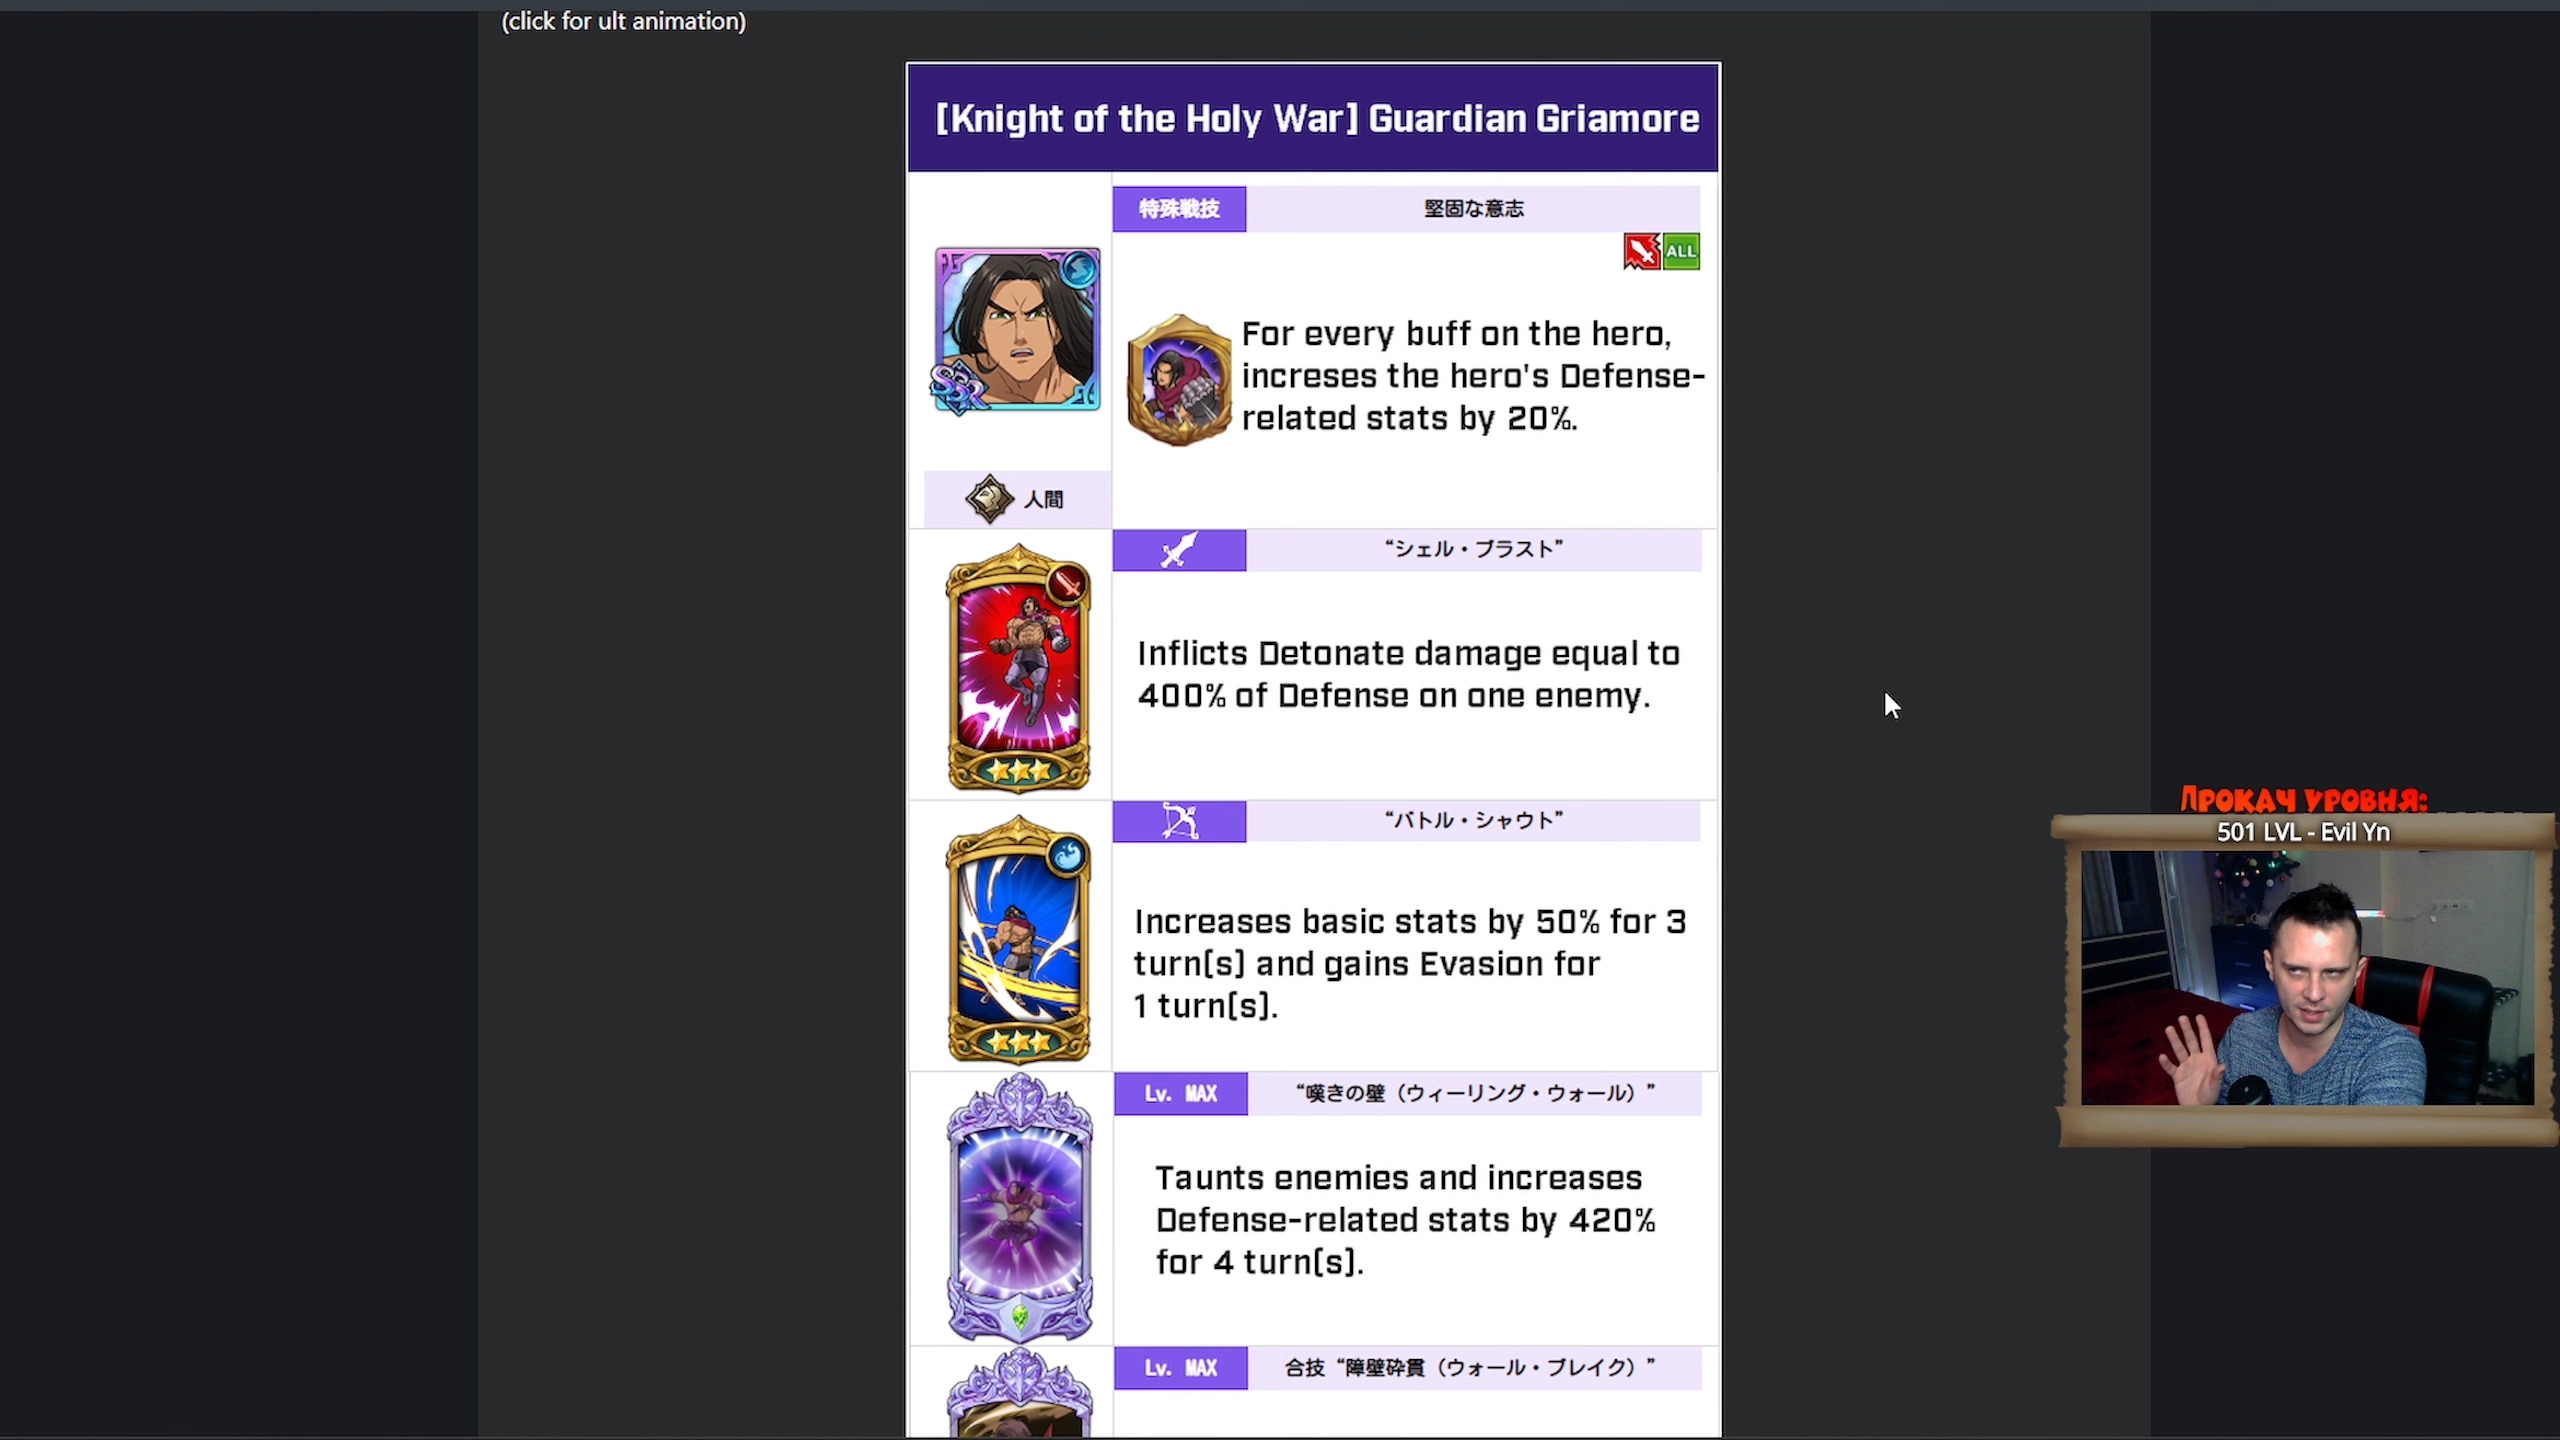 (click for ult animation)
[Knight of the Holy War] Guardian Griamore
特殊戦技
堅固な意志
ALL
For every buff on the hero,
increses the hero's Defense-
related stats by 20%.
SSR
人間
“シェル・ブラスト”
Inflicts Detonate damage equal to
400% of Defense on one enemy.
“バトル・シャウト”
Increases basic stats by 50% for 3
turn(s) and gains Evasion for
1 turn(s).
Lv. MAX
“嘆きの壁（ウィーリング・ウォール）”
Taunts enemies and increases
Defense-related stats by 420%
for 4 turn(s).
Lv. MAX
合技“障壁砕貫（ウォール・ブレイク）”
ПРОКАЧ УРОВНЯ:
501 LVL - Evil Yn